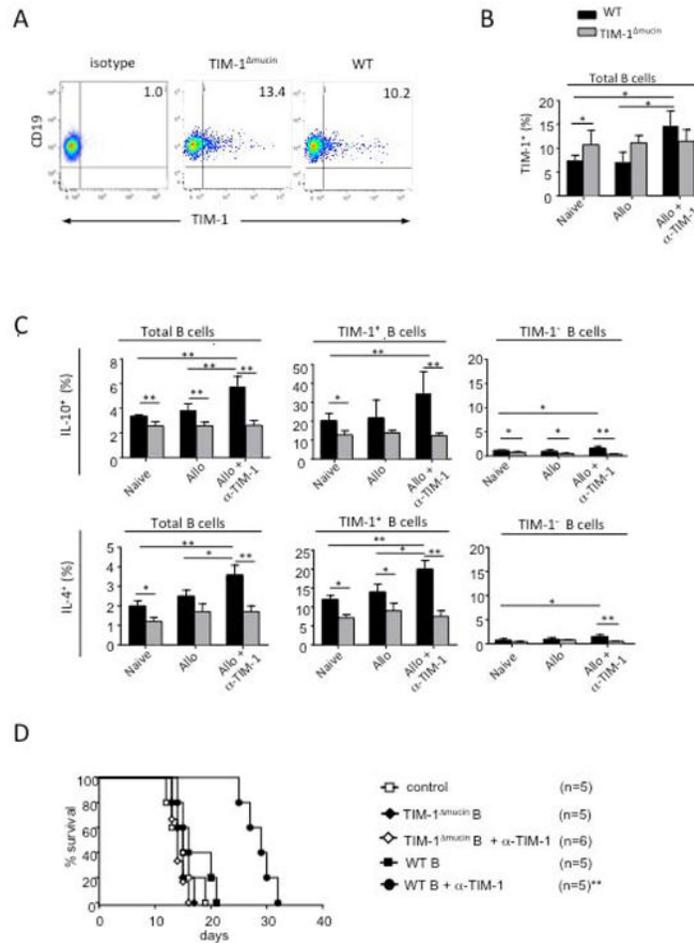 A
B
WT
TIM-1Δmucin
isotype
TIM-1Δmucin
WT
1.0
13.4
10.2
CD19
TIM-1
Total B cells
*
*
*
TIM-1+ (%)
20
15
10
5
0
Naive
Allo
Allo +
α-TIM-1
C
Total B cells
TIM-1+ B cells
TIM-1- B cells
IL-10+ (%)
8
6
4
2
0
**
**
**
**
**
50
40
30
20
10
0
**
*
**
20
15
10
5
0
*
*
*
**
Naive
Allo
Allo +
α-TIM-1
Naive
Allo
Allo +
α-TIM-1
Naive
Allo
Allo +
α-TIM-1
Total B cells
TIM-1+ B cells
TIM-1- B cells
IL-4+ (%)
5
4
3
2
1
0
**
*
*
**
25
20
15
10
5
0
**
*
*
*
**
20
15
10
5
0
*
**
Naive
Allo
Allo +
α-TIM-1
Naive
Allo
Allo +
α-TIM-1
Naive
Allo
Allo +
α-TIM-1
D
% survival
100
80
60
40
20
0
0
10
20
30
40
days
control (n=5)
TIM-1Δmucin B (n=5)
TIM-1Δmucin B + α-TIM-1 (n=6)
WT B (n=5)
WT B + α-TIM-1 (n=5)**